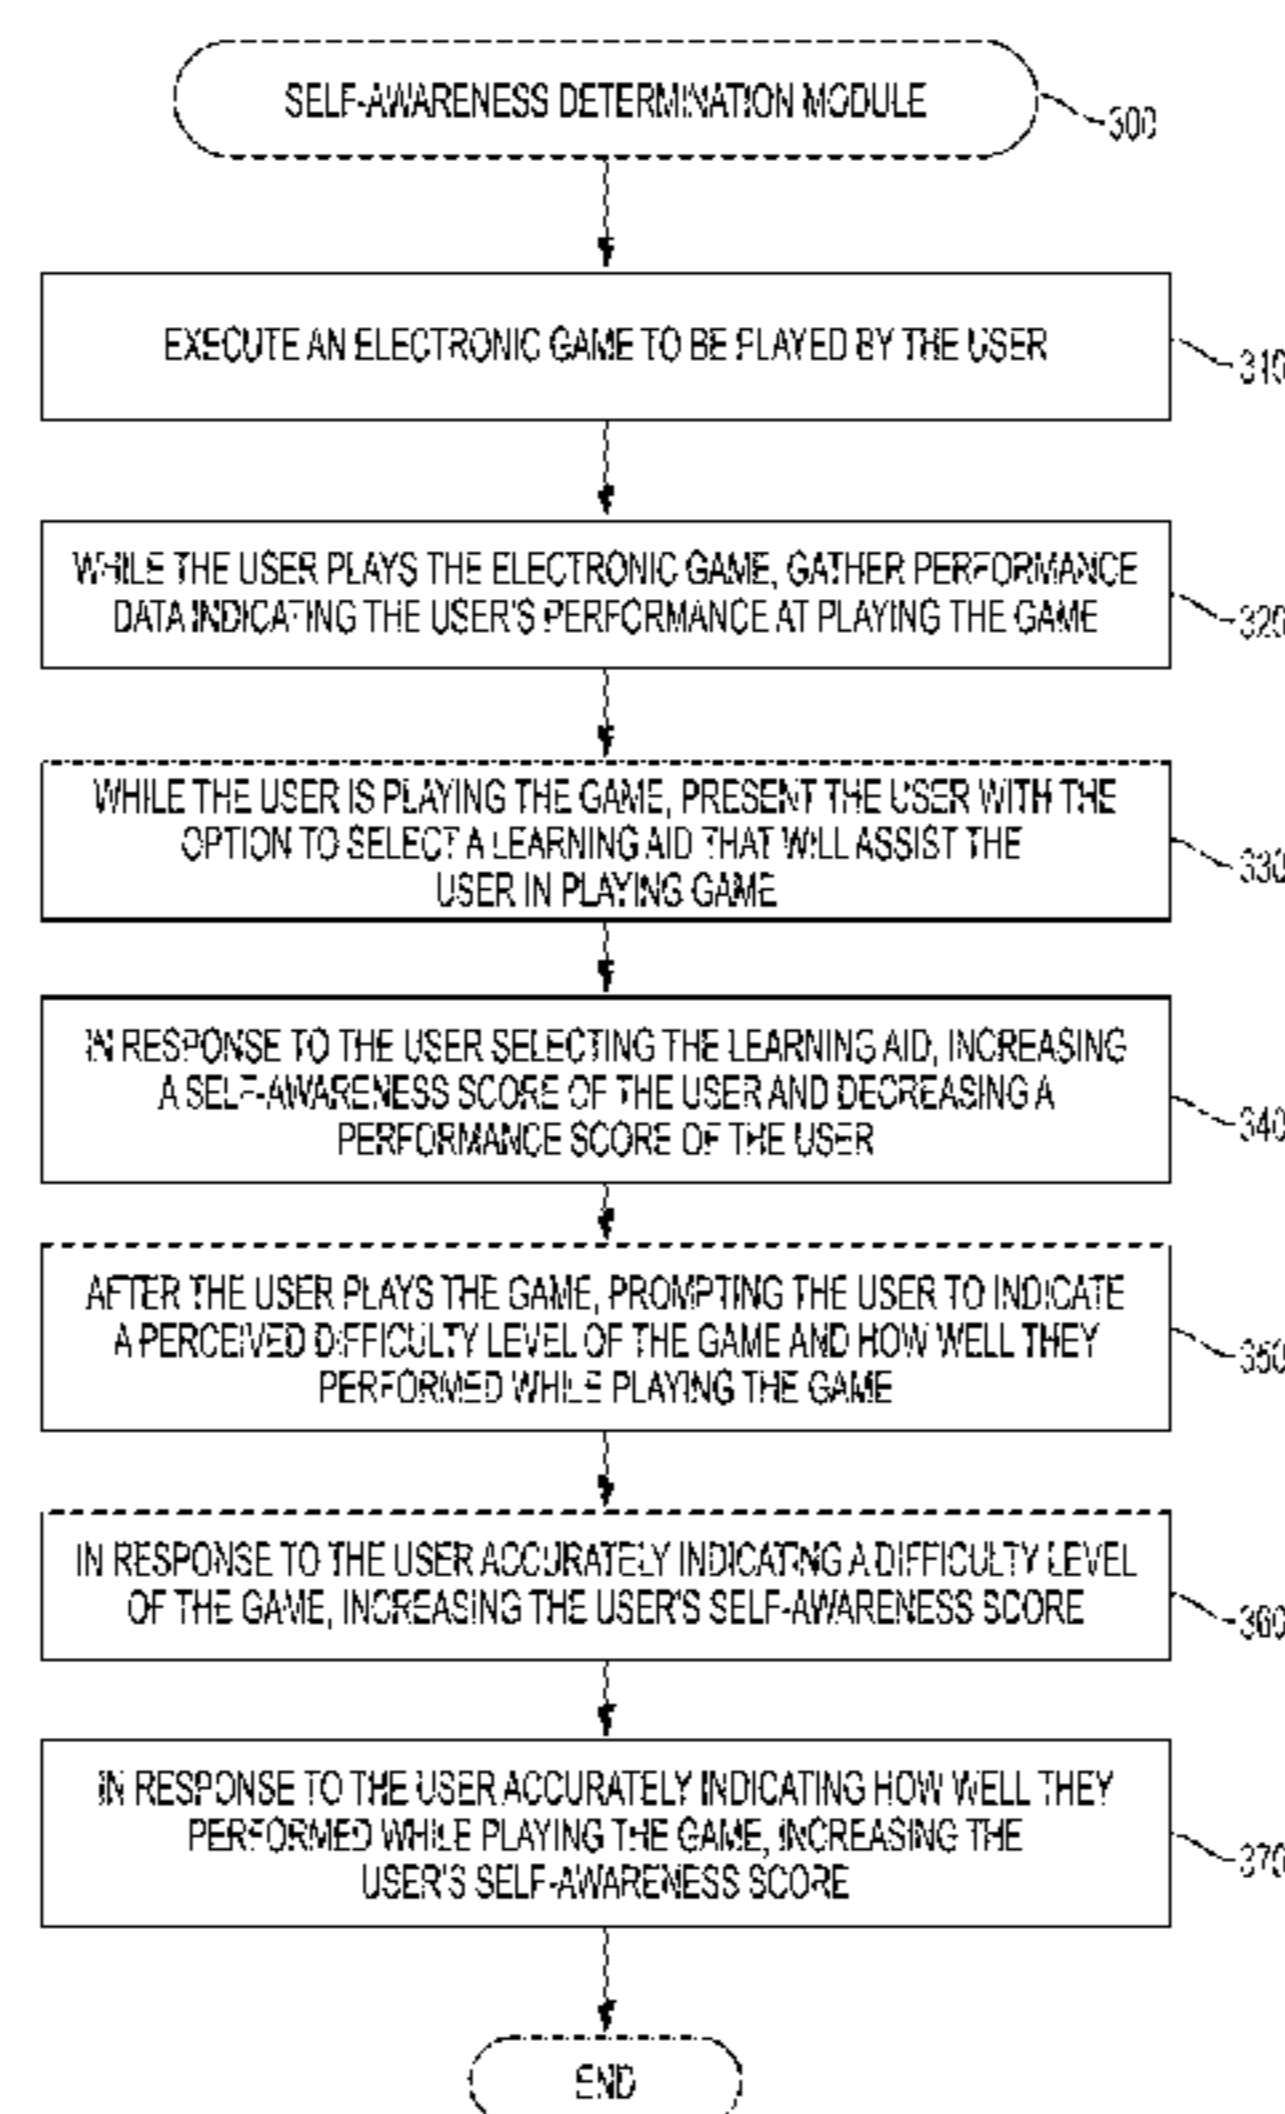 SELF-AWARENESS DETERMINATION MODULE
300
EXECUTE AN ELECTRONIC GAME TO BE PLAYED BY THE USER
310
WHILE THE USER PLAYS THE ELECTRONIC GAME, GATHER PERFORMANCE
DATA INDICATING THE USER'S PERFORMANCE AT PLAYING THE GAME
320
WHILE THE USER IS PLAYING THE GAME, PRESENT THE USER WITH THE
OPTION TO SELECT A LEARNING AID THAT WILL ASSIST THE
USER IN PLAYING GAME
330
IN RESPONSE TO THE USER SELECTING THE LEARNING AID, INCREASING
A SELF-AWARENESS SCORE OF THE USER AND DECREASING A
PERFORMANCE SCORE OF THE USER
340
AFTER THE USER PLAYS THE GAME, PROMPTING THE USER TO INDICATE
A PERCEIVED DIFFICULTY LEVEL OF THE GAME AND HOW WELL THEY
PERFORMED WHILE PLAYING THE GAME
350
IN RESPONSE TO THE USER ACCURATELY INDICATING A DIFFICULTY LEVEL
OF THE GAME, INCREASING THE USER'S SELF-AWARENESS SCORE
360
IN RESPONSE TO THE USER ACCURATELY INDICATING HOW WELL THEY
PERFORMED WHILE PLAYING THE GAME, INCREASING THE
USER'S SELF-AWARENESS SCORE
370
END